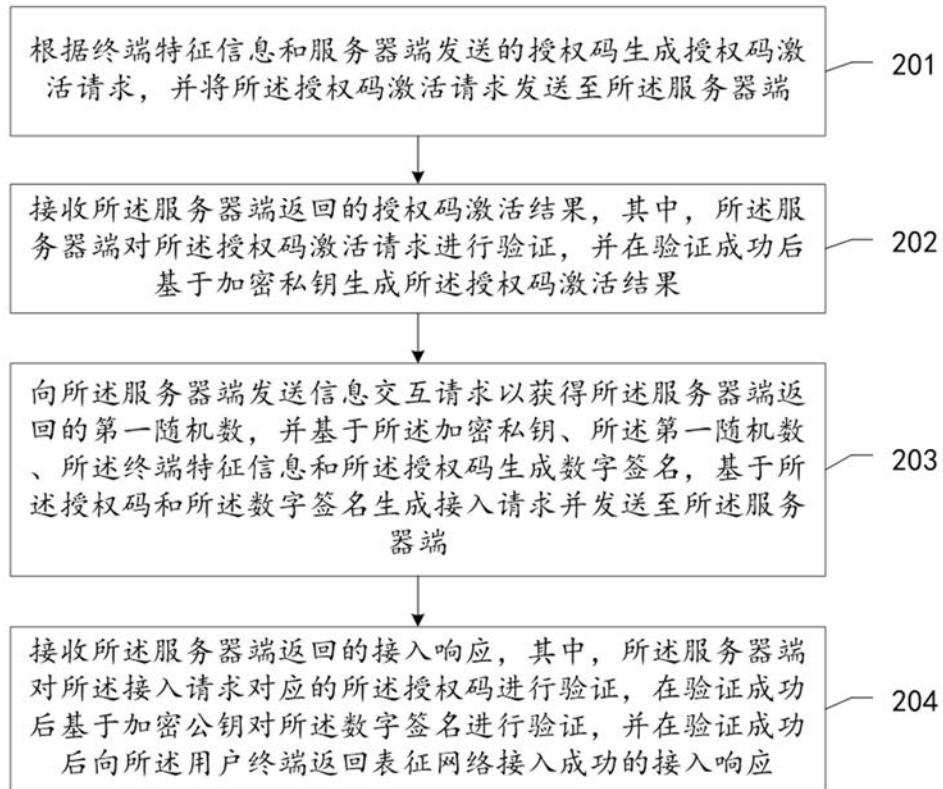 根据终端特征信息和服务器端发送的授权码生成授权码激
活请求，并将所述授权码激活请求发送至所述服务器端
201
接收所述服务器端返回的授权码激活结果，其中，所述服
务器端对所述授权码激活请求进行验证，并在验证成功后
基于加密私钥生成所述授权码激活结果
202
向所述服务器端发送信息交互请求以获得所述服务器端返
回的第一随机数，并基于所述加密私钥、所述第一随机数
、所述终端特征信息和所述授权码生成数字签名，基于所
述授权码和所述数字签名生成接入请求并发送至所述服务
器端
203
接收所述服务器端返回的接入响应，其中，所述服务器端
对所述接入请求对应的所述授权码进行验证，在验证成功
后基于加密公钥对所述数字签名进行验证，并在验证成功
后向所述用户终端返回表征网络接入成功的接入响应
204